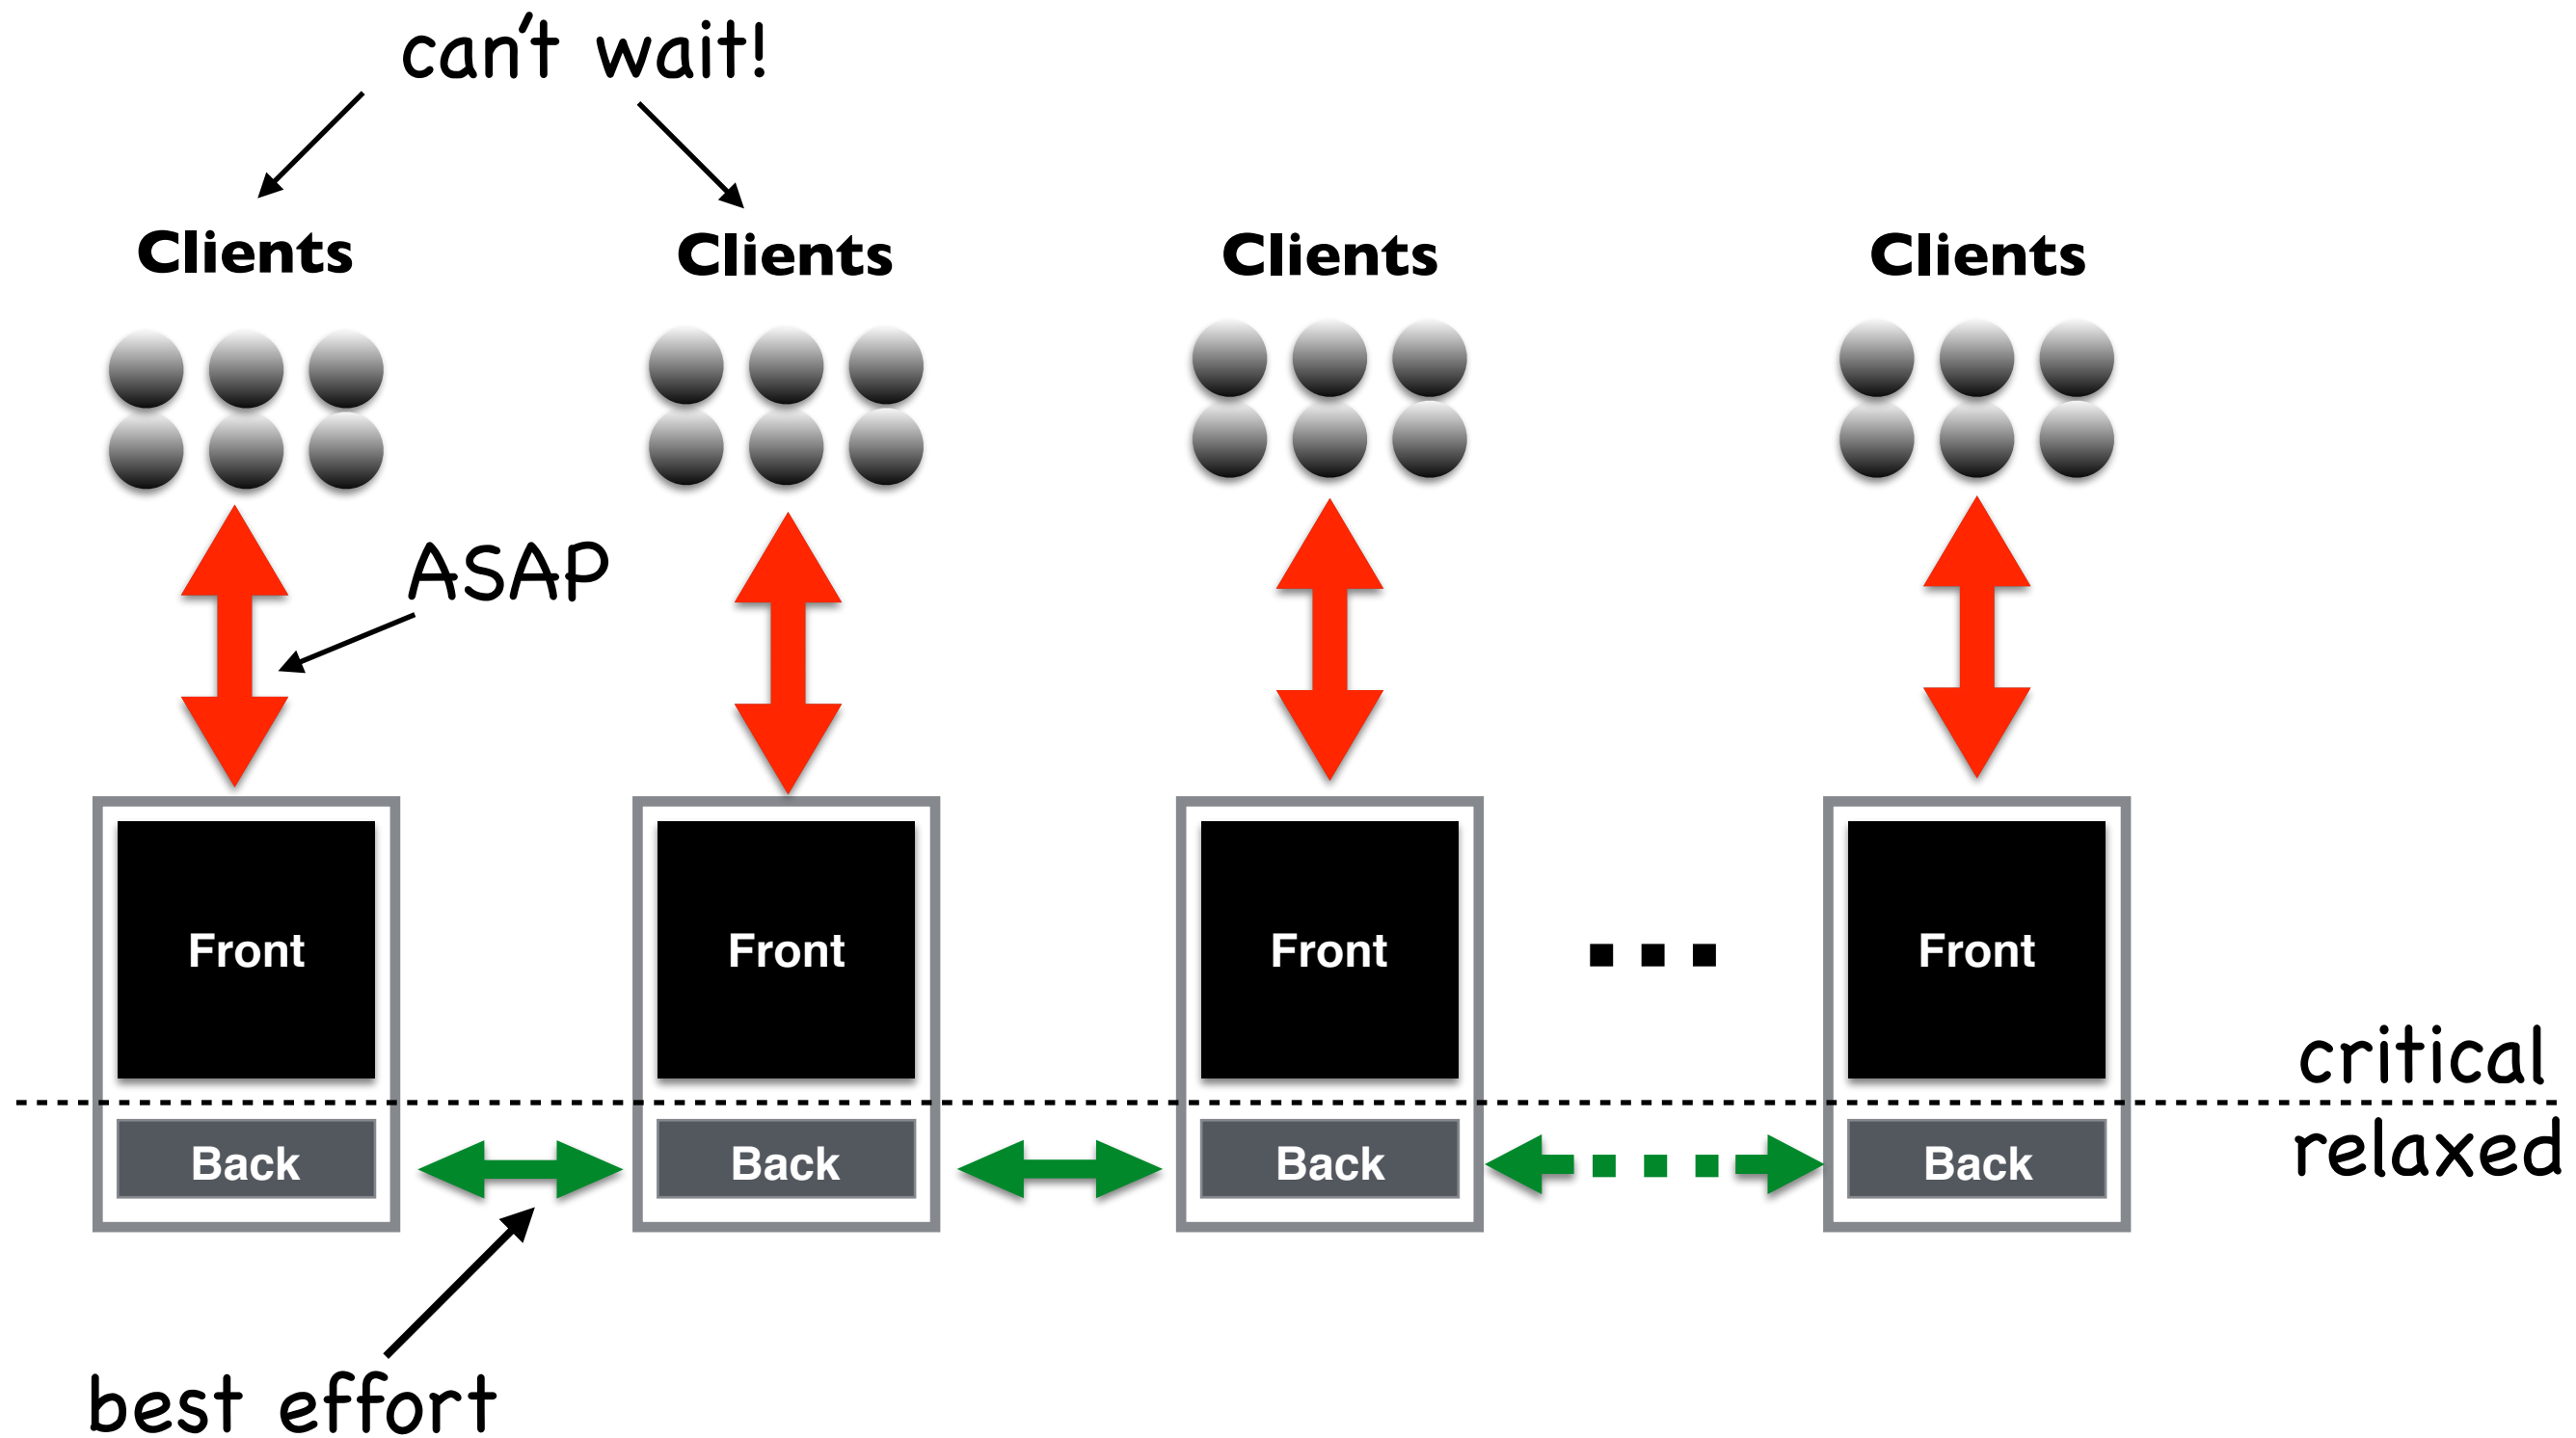 can't wait!
Clients Clients Clients Clients
ASAP
Front Front Front Front
critical
Back Back Back Back
relaxed
best effort